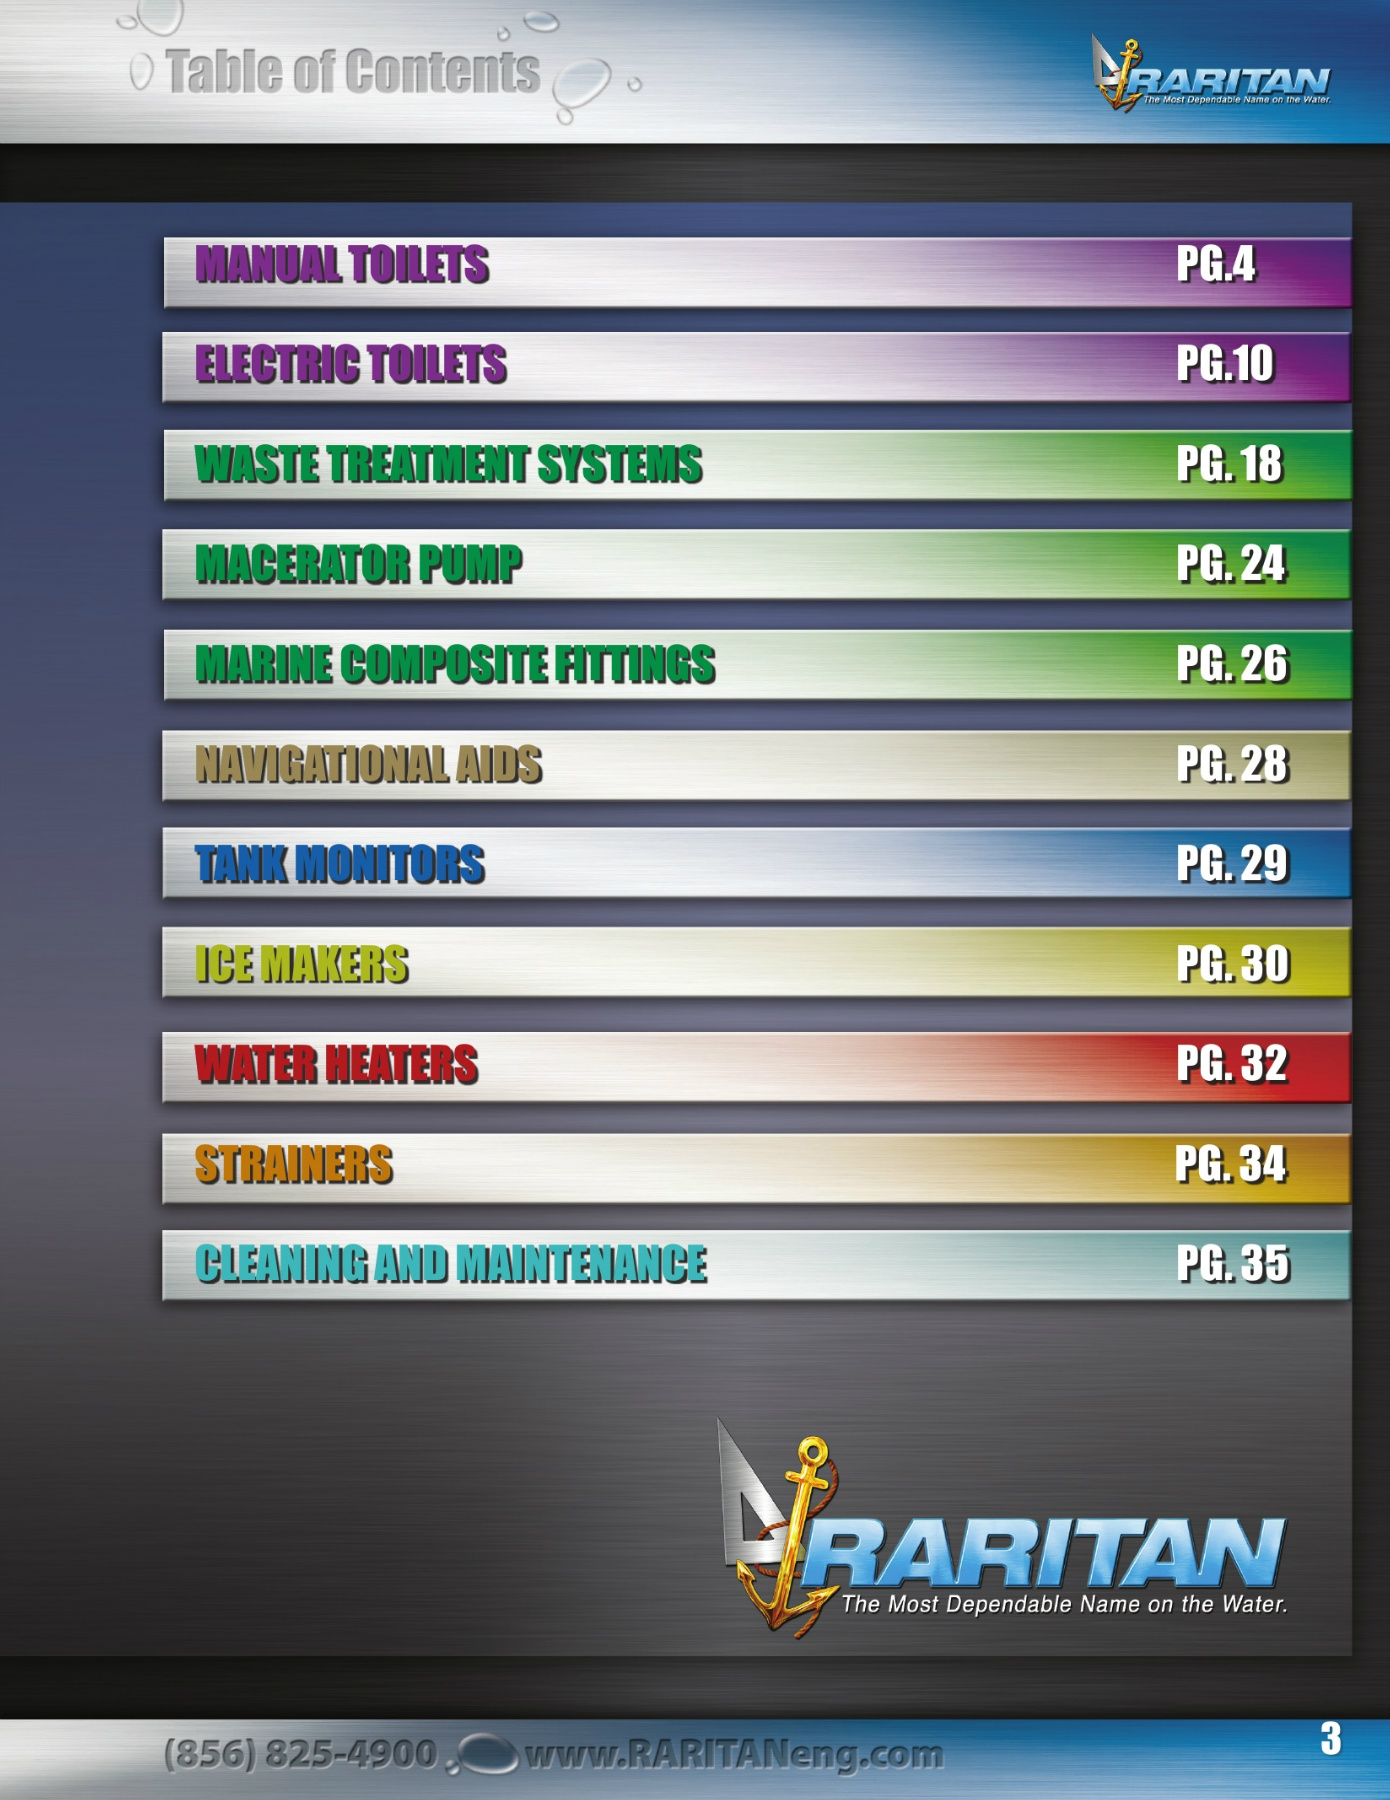 Table of Contents
RARITAN
The Most Dependable Name on the Water.
MANUAL TOILETS PG.4
ELECTRIC TOILETS PG.10
WASTE TREATMENT SYSTEMS PG. 18
MACERATOR PUMP PG. 24
MARINE COMPOSITE FITTINGS PG. 26
NAVIGATIONAL AIDS PG. 28
TANK MONITORS PG. 29
ICE MAKERS PG. 30
WATER HEATERS PG. 32
STRAINERS PG. 34
CLEANING AND MAINTENANCE PG. 35
RARITAN
The Most Dependable Name on the Water.
(856) 825-4900 www.RARITANeng.com
3